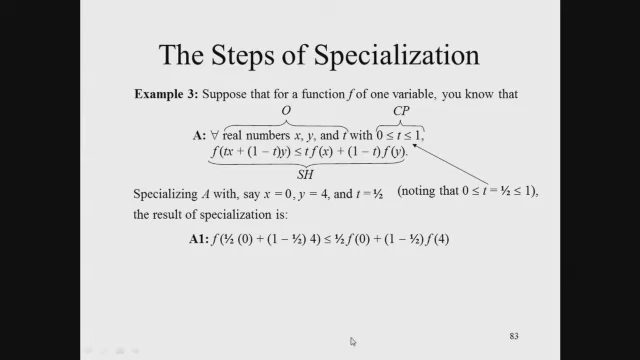 The Steps of Specialization
Example 3: Suppose that for a function f of one variable, you know that
O CP
A: ∀ real numbers x, y, and t with 0 ≤ t ≤ 1,
f(tx + (1 – t)y) ≤ t f(x) + (1 – t) f(y).
SH
Specializing A with, say x = 0, y = 4, and t = ½ (noting that 0 ≤ t = ½ ≤ 1),
the result of specialization is:
A1: f(½ (0) + (1 – ½) 4) ≤ ½ f(0) + (1 – ½) f(4)
83